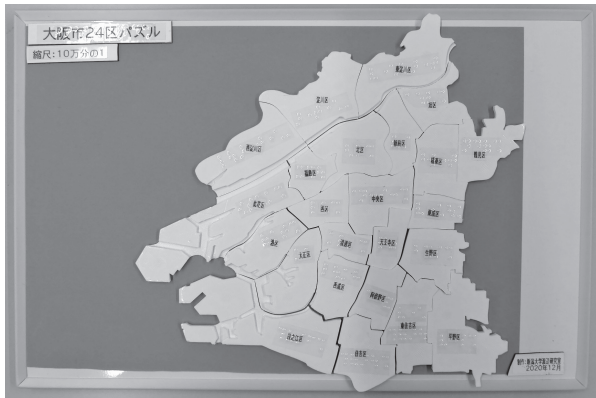 大阪市24区パズル
縮尺:10万分の1
東淀川区
淀川区
旭区
西淀川区
北区
都島区
城東区
鶴見区
福島区
此花区
西区
中央区
東成区
港区
大正区
浪速区
天王寺区
生野区
西成区
阿倍野区
東住吉区
平野区
住之江区
住吉区
2020年12月